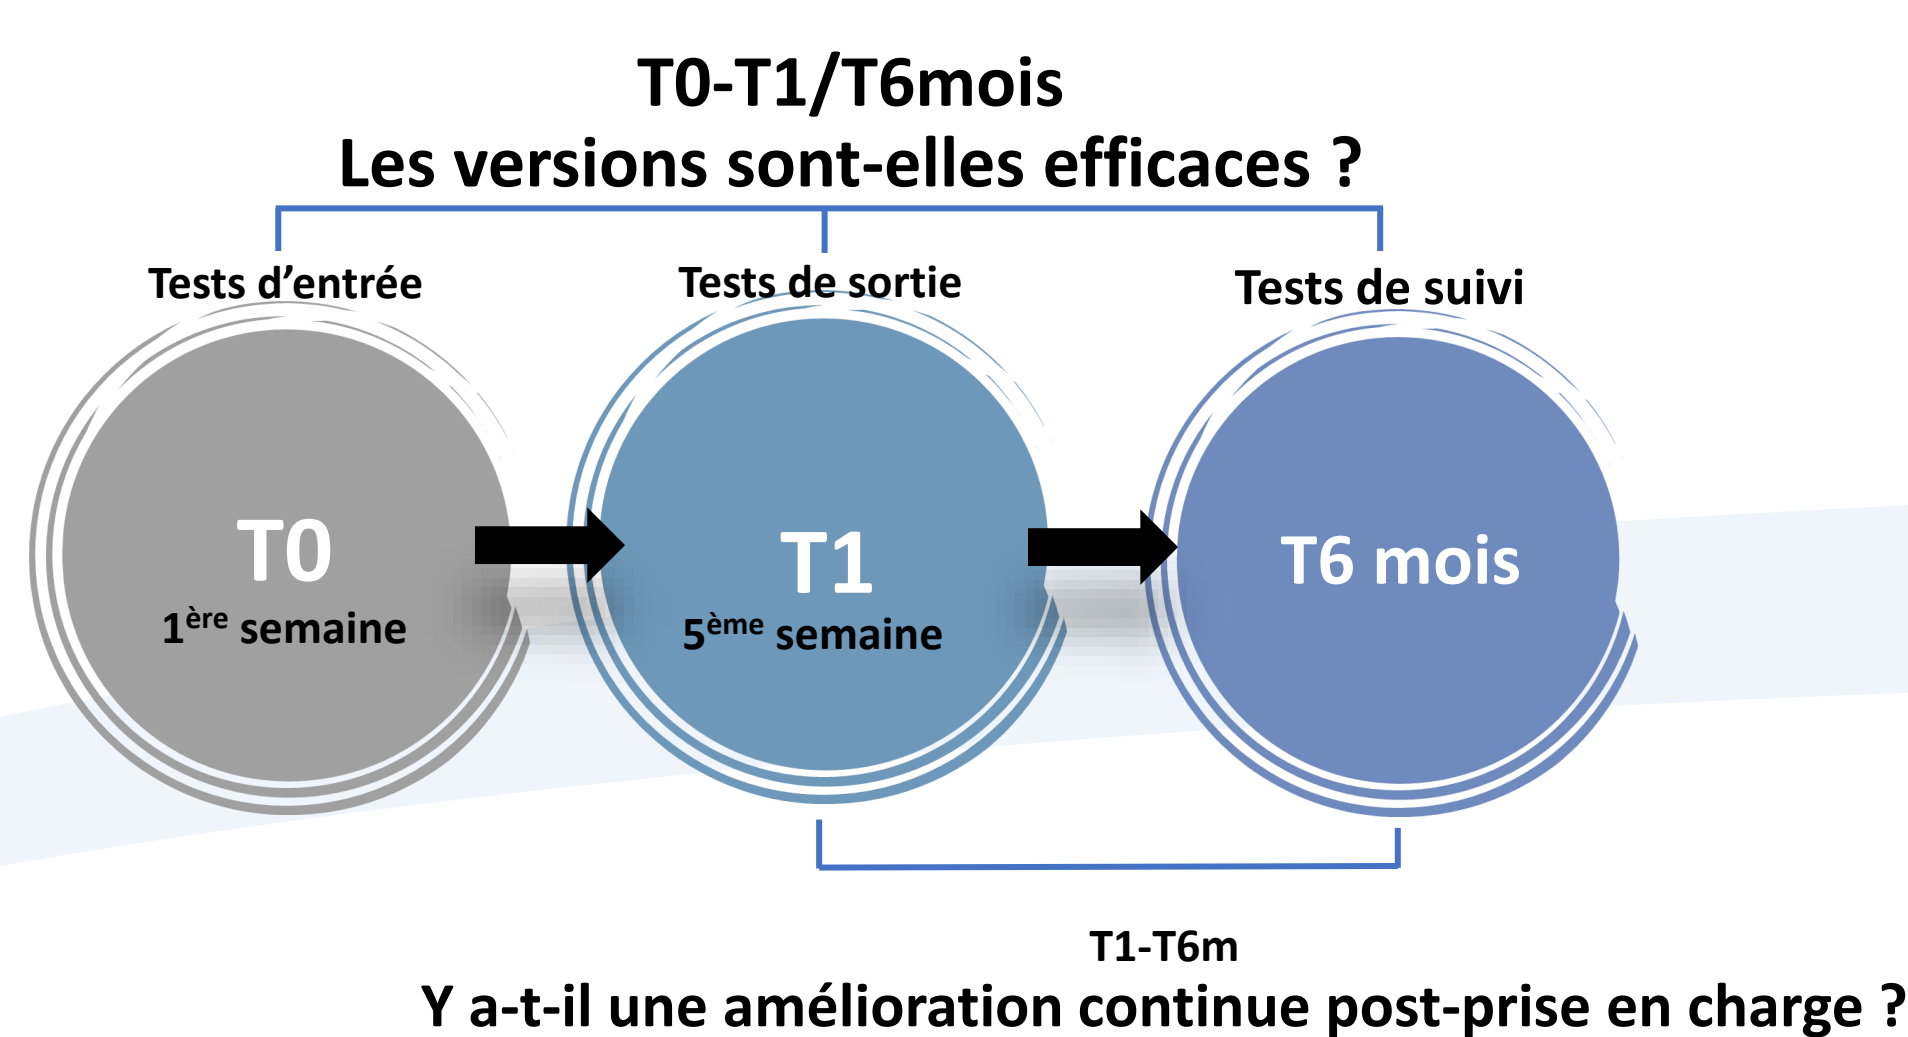 T0-T1/T6mois
Les versions sont-elles efficaces ?
Tests d’entrée
Tests de sortie
Tests de suivi
T0
1ère semaine
T1
5ème semaine
T6 mois
T1-T6m
Y a-t-il une amélioration continue post-prise en charge ?